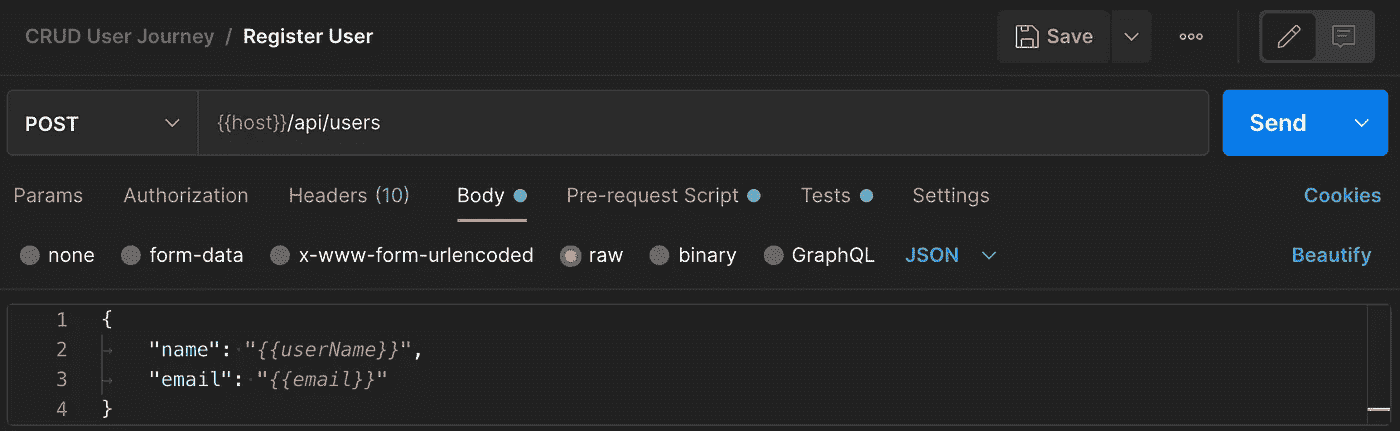 CRUD User Journey / Register User
Save
POST
{{host}}/api/users
Send
Params Authorization Headers (10) Body Pre-request Script Tests Settings Cookies
none form-data x-www-form-urlencoded raw binary GraphQL JSON Beautify
1 {
2 "name": "{{userName}}",
3 "email": "{{email}}"
4 }